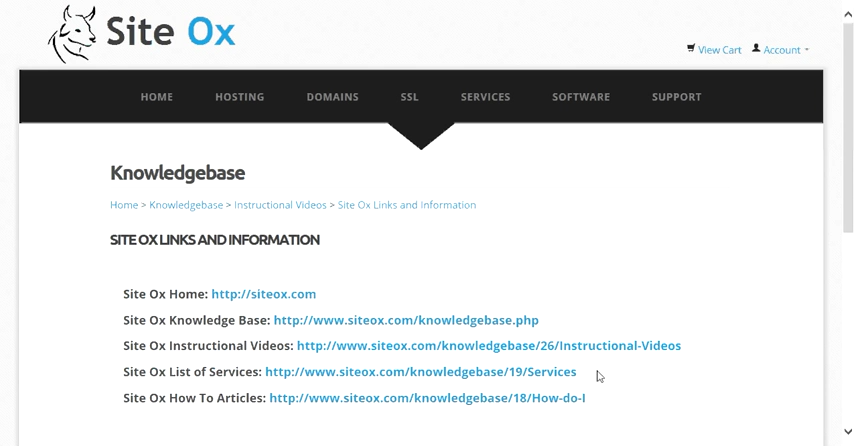 Site Ox
View Cart Account
HOME HOSTING DOMAINS SSL SERVICES SOFTWARE SUPPORT
Knowledgebase
Home > Knowledgebase > Instructional Videos > Site Ox Links and Information
SITE OX LINKS AND INFORMATION
Site Ox Home: http://siteox.com
Site Ox Knowledge Base: http://www.siteox.com/knowledgebase.php
Site Ox Instructional Videos: http://www.siteox.com/knowledgebase/26/Instructional-Videos
Site Ox List of Services: http://www.siteox.com/knowledgebase/19/Services
Site Ox How To Articles: http://www.siteox.com/knowledgebase/18/How-do-I